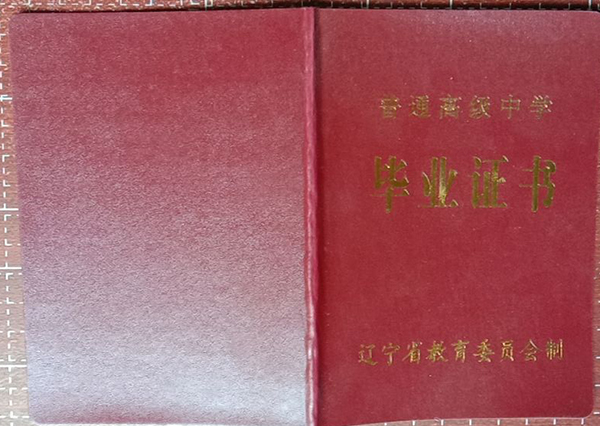 普通高级中学
毕业证书
辽宁省教育委员会制